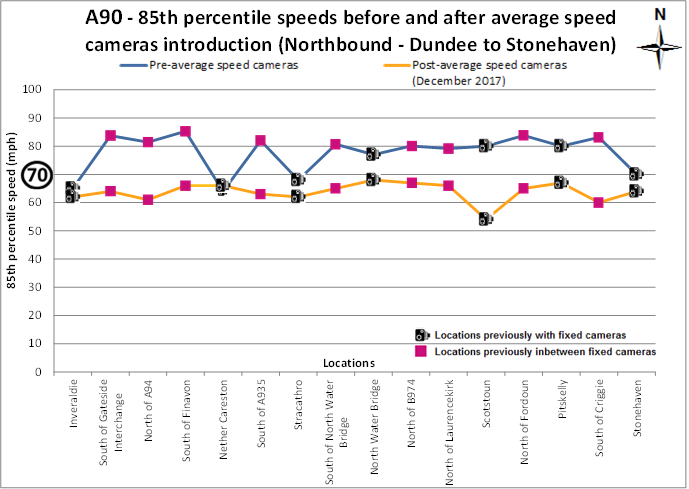 A90 - 85th percentile speeds before and after average speed
cameras introduction (Northbound - Dundee to Stonehaven)
N
Pre-average speed cameras
Post-average speed cameras
(December 2017)
85th percentile speed (mph)
100
90
80
70
70
60
50
40
30
20
10
0
Locations previously with fixed cameras
Locations previously inbetween fixed cameras
Locations
Inveraldie
South of Gateside
Interchange
North of A94
South of Finavon
Nether Careston
South of A935
Stracathro
South of North Water
Bridge
North Water Bridge
North of B974
North of Laurencekirk
Scotstoun
North of Fordoun
Pitskelly
South of Criggie
Stonehaven